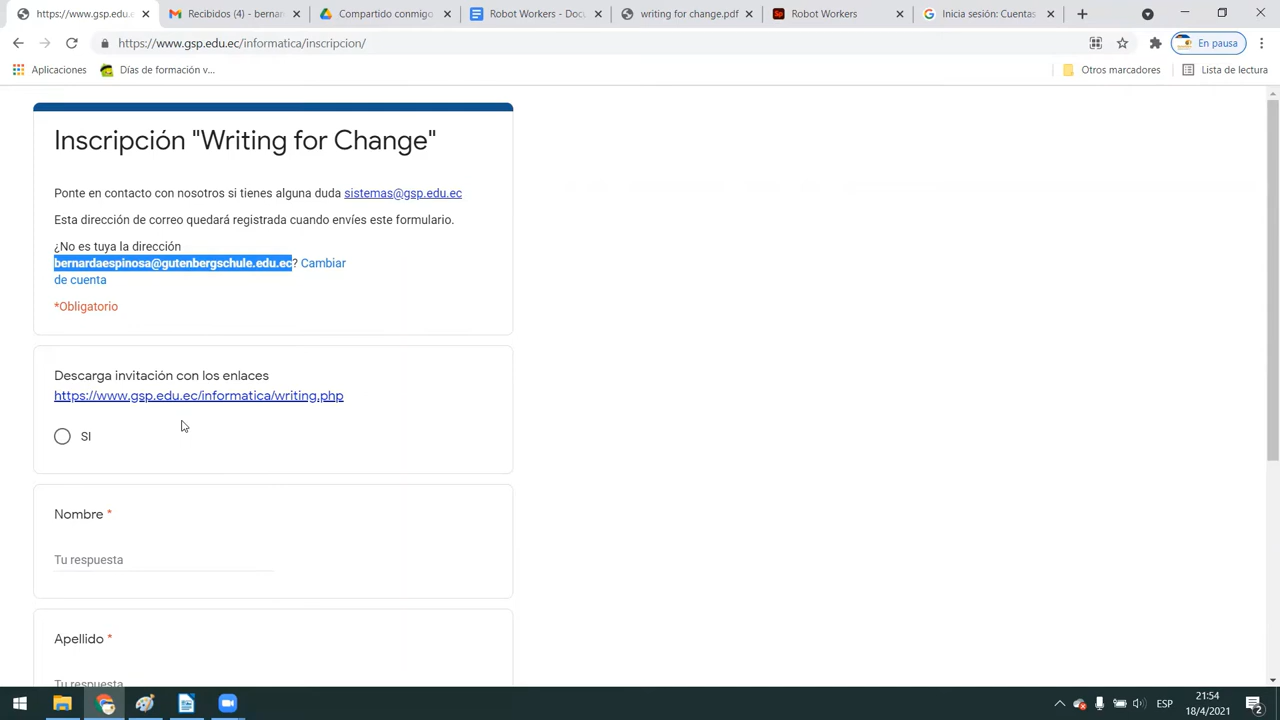 https://www.gsp.edu.ec
Recibidos (4) - bernar
Compartido conmigo
Robot Workers - Docu
writing for change.pdf
Robot Workers
Inicia sesión: Cuentas
https://www.gsp.edu.ec/informatica/inscripcion/
En pausa
Aplicaciones
Días de formación v...
Otros marcadores
Lista de lectura
Inscripción "Writing for Change"
Ponte en contacto con nosotros si tienes alguna duda sistemas@gsp.edu.ec
Esta dirección de correo quedará registrada cuando envíes este formulario.
¿No es tuya la dirección
bernardaespinosa@gutenbergschule.edu.ec? Cambiar
de cuenta
*Obligatorio
Descarga invitación con los enlaces
https://www.gsp.edu.ec/informatica/writing.php
SI
Nombre *
Tu respuesta
Apellido *
Tu respuesta
ESP
21:54
18/4/2021
2